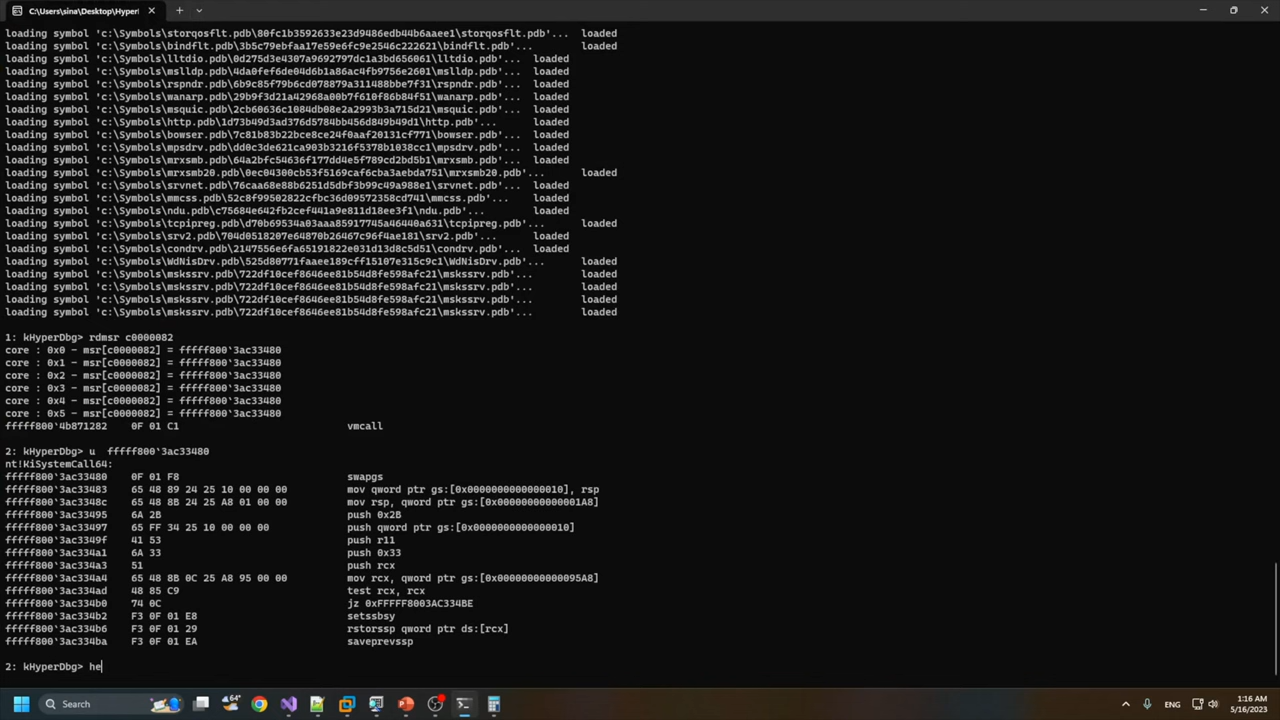 C:\Users\sina\Desktop\Hyper
loading symbol 'c:\Symbols\storqosflt.pdb\80fc1b3592633e23d9486edb44b6aaee1\storqosflt.pdb'... loaded
loading symbol 'c:\Symbols\bindflt.pdb\3b5c79ebfaa17e59e6fc9e2546c222621\bindflt.pdb'... loaded
loading symbol 'c:\Symbols\lltdio.pdb\0d275d3e4307a9692797dc1a3bd656061\lltdio.pdb'... loaded
loading symbol 'c:\Symbols\mslldp.pdb\4da0fef6de04d6b1a86ac4fb9756e2601\mslldp.pdb'... loaded
loading symbol 'c:\Symbols\rspndr.pdb\6b9c85f79b6cd078879a311488bbe7f31\rspndr.pdb'... loaded
loading symbol 'c:\Symbols\wanarp.pdb\29b9f3d21a42968a00b7f610f86b84f51\wanarp.pdb'... loaded
loading symbol 'c:\Symbols\msquic.pdb\2cb60636c1084db08e2a2993b3a715d21\msquic.pdb'... loaded
loading symbol 'c:\Symbols\http.pdb\1d73b49d3ad376d5784bb456d49349cd1\http.pdb'... loaded
loading symbol 'c:\Symbols\bowser.pdb\7c81b83b22bce8ce24f0aaf20131cf771\bowser.pdb'... loaded
loading symbol 'c:\Symbols\mpsdrv.pdb\dd0c3de621ca903b2165f3932ce24f781\mpsdrv.pdb'... loaded
loading symbol 'c:\Symbols\mrxsmb.pdb\64a2bfc54636f177dd4e5f789cd2bd5b1\mrxsmb.pdb'... loaded
loading symbol 'c:\Symbols\mrxsmb20.pdb\0ec04300cb53f5169caf6cba3aebda751\mrxsmb20.pdb'... loaded
loading symbol 'c:\Symbols\srvnet.pdb\76caa68e88b6251d5dbf3b99c49a988e1\srvnet.pdb'... loaded
loading symbol 'c:\Symbols\mmcss.pdb\52c8f99502822cfbc36d09572358cd741\mmcss.pdb'... loaded
loading symbol 'c:\Symbols\ndu.pdb\c75684e642fb2cef441a9e811d18ee3f1\ndu.pdb'... loaded
loading symbol 'c:\Symbols\tcpipreg.pdb\d70b69534a03aaa85917745a46440a631\tcpipreg.pdb'... loaded
loading symbol 'c:\Symbols\srv2.pdb\704d0518207e64870b26467c96f4ae181\srv2.pdb'... loaded
loading symbol 'c:\Symbols\condrv.pdb\2147556e6fa65191822e031d13d8c5d51\condrv.pdb'... loaded
loading symbol 'c:\Symbols\WdNisDrv.pdb\525d80771faaee189cff15107e315c9c1\WdNisDrv.pdb'... loaded
loading symbol 'c:\Symbols\mskssrv.pdb\722df10cef8646ee81b54d8fe598afc21\mskssrv.pdb'... loaded
loading symbol 'c:\Symbols\mskssrv.pdb\722df10cef8646ee81b54d8fe598afc21\mskssrv.pdb'... loaded
loading symbol 'c:\Symbols\mskssrv.pdb\722df10cef8646ee81b54d8fe598afc21\mskssrv.pdb'... loaded
loading symbol 'c:\Symbols\mskssrv.pdb\722df10cef8646ee81b54d8fe598afc21\mskssrv.pdb'... loaded
1: kHyperDbg> rdmsr c0000082
core : 0x0 - msr[c0000082] = fffff800`3ac33480
core : 0x1 - msr[c0000082] = fffff800`3ac33480
core : 0x2 - msr[c0000082] = fffff800`3ac33480
core : 0x3 - msr[c0000082] = fffff800`3ac33480
core : 0x4 - msr[c0000082] = fffff800`3ac33480
core : 0x5 - msr[c0000082] = fffff800`3ac33480
fffff800`4b871282 0F 01 C1 vmcall
2: kHyperDbg> u fffff800`3ac33480
nt!KiSystemCall64:
fffff800`3ac33480 0F 01 F8 swapgs
fffff800`3ac33483 65 48 89 24 25 10 00 00 00 mov qword ptr gs:[0x0000000000000010], rsp
fffff800`3ac3348c 65 48 8B 24 25 A8 01 00 00 mov rsp, qword ptr gs:[0x00000000000001A8]
fffff800`3ac33495 6A 2B push 0x2B
fffff800`3ac33497 65 FF 34 25 10 00 00 00 push qword ptr gs:[0x0000000000000010]
fffff800`3ac3349f 41 53 push r11
fffff800`3ac334a1 6A 33 push 0x33
fffff800`3ac334a3 51 push rcx
fffff800`3ac334a4 65 48 8B 0C 25 A8 95 00 00 mov rcx, qword ptr gs:[0x00000000000095A8]
fffff800`3ac334ad 48 85 C9 test rcx, rcx
fffff800`3ac334b0 74 0C jz 0xFFFFF8003AC334BE
fffff800`3ac334b2 F3 0F 01 E8 setssbsy
fffff800`3ac334b6 F3 0F 01 29 rstorssp qword ptr ds:[rcx]
fffff800`3ac334ba F3 0F 01 EA saveprevssp
2: kHyperDbg> he
Search
64°
ENG
1:16 AM
5/16/2023